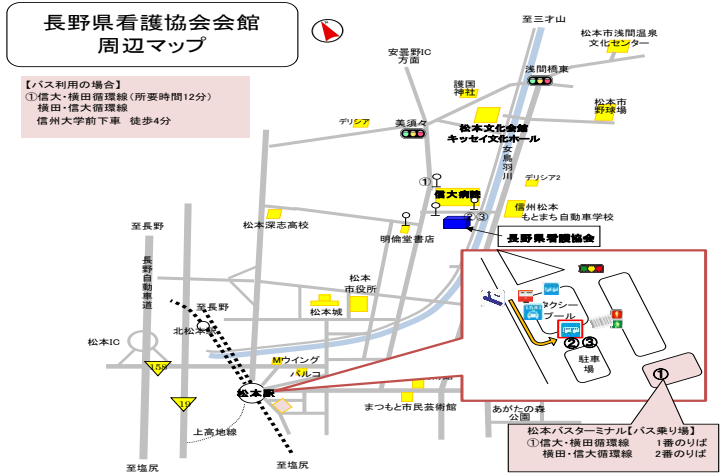 長野県看護協会会館
周辺マップ
【バス利用の場合】
①信大・横田循環線(所要時間12分)
横田・信大循環線
信州大学前下車 徒歩4分
至三才山
松本市浅間温泉
文化センター
安曇野IC
方面
浅間橋東
護国
神社
松本市
野球場
デリシア
美須々
松本文化会館
キッセイ文化ホール
女鳥羽川
①
信大病院
デリシア2
②③
信州松本
もとまち自動車学校
松本深志高校
明倫堂書店
長野県看護協会
至長野
長野自動車道
松本
市役所
至長野
松本城
北松本駅
松本IC
158
Mウイング
パルコ
松本駅
19
まつもと市民芸術館
あがたの森
公園
上高地線
至塩尻
至塩尻
タクシー
プール
②③
駐車
場
①
松本バスターミナル【バス乗り場】
①信大・横田循環線 1番のりば
横田・信大循環線 2番のりば